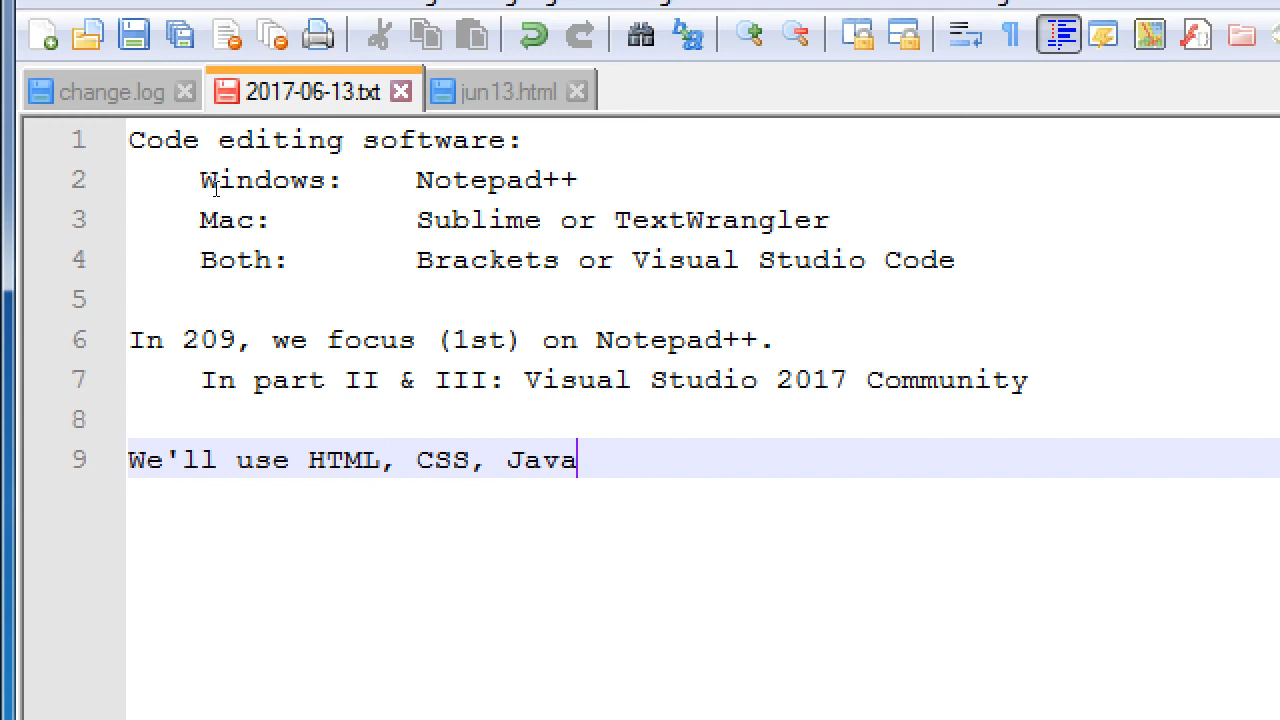 change.log
2017-06-13.txt
jun13.html
1 Code editing software:
2 Windows: Notepad++
3 Mac: Sublime or TextWrangler
4 Both: Brackets or Visual Studio Code
5
6 In 209, we focus (1st) on Notepad++.
7 In part II & III: Visual Studio 2017 Community
8
9 We'll use HTML, CSS, Java